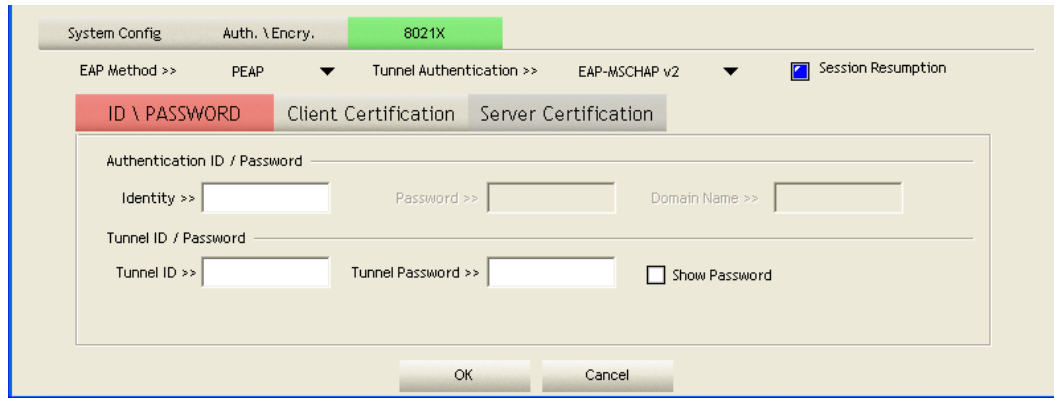 System Config Auth. \ Encry. 8021X
EAP Method >> PEAP Tunnel Authentication >> EAP-MSCHAP v2 Session Resumption
ID \ PASSWORD Client Certification Server Certification
Authentication ID / Password
Identity >> Password >> Domain Name >>
Tunnel ID / Password
Tunnel ID >> Tunnel Password >> Show Password
OK Cancel